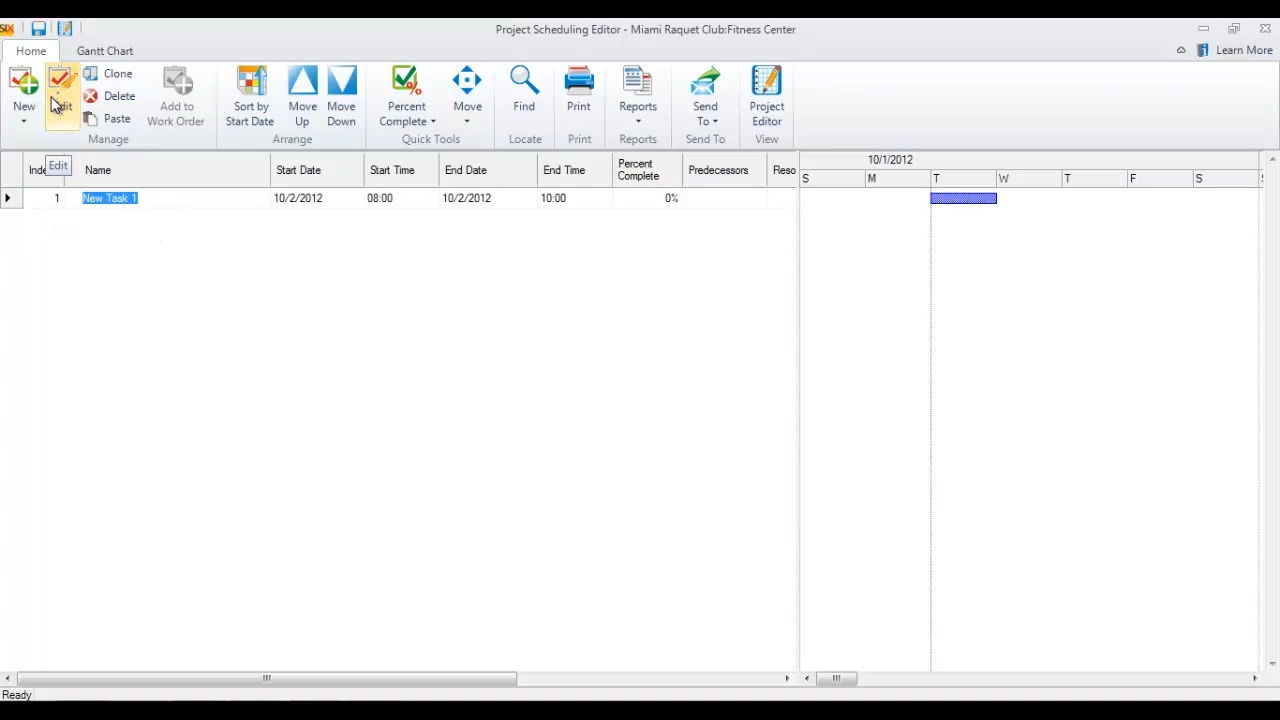 SIX
Project Scheduling Editor - Miami Raquet Club:Fitness Center
Home Gantt Chart Learn More
New
Edit
Clone
Delete
Paste
Add to
Work Order
Sort by
Start Date
Move
Up
Move
Down
Percent
Complete
Move
Find
Print
Reports
Send
To
Project
Editor
Manage Arrange Quick Tools Locate Print Reports Send To View
Edit
Inde Name Start Date Start Time End Date End Time Percent Complete Predecessors Reso
10/1/2012
S M T W T F S
1 New Task 1 10/2/2012 08:00 10/2/2012 10:00 0%
Ready